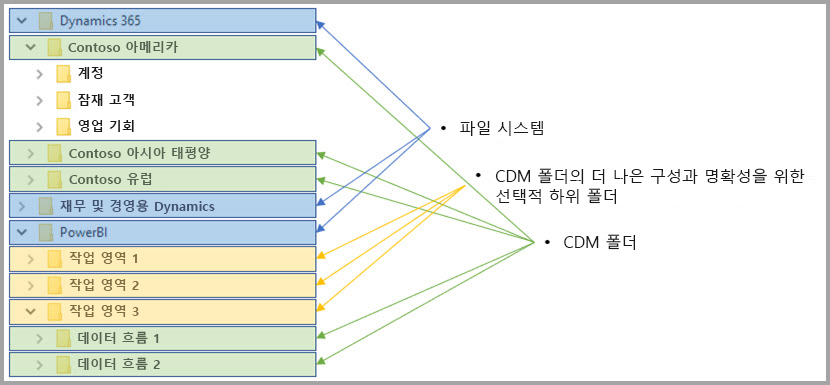 Dynamics 365
Contoso 아메리카
계정
잠재 고객
영업 기회
Contoso 아시아 태평양
Contoso 유럽
재무 및 경영용 Dynamics
PowerBI
작업 영역 1
작업 영역 2
작업 영역 3
데이터 흐름 1
데이터 흐름 2
• 파일 시스템
• CDM 폴더의 더 나은 구성과 명확성을 위한
선택적 하위 폴더
• CDM 폴더